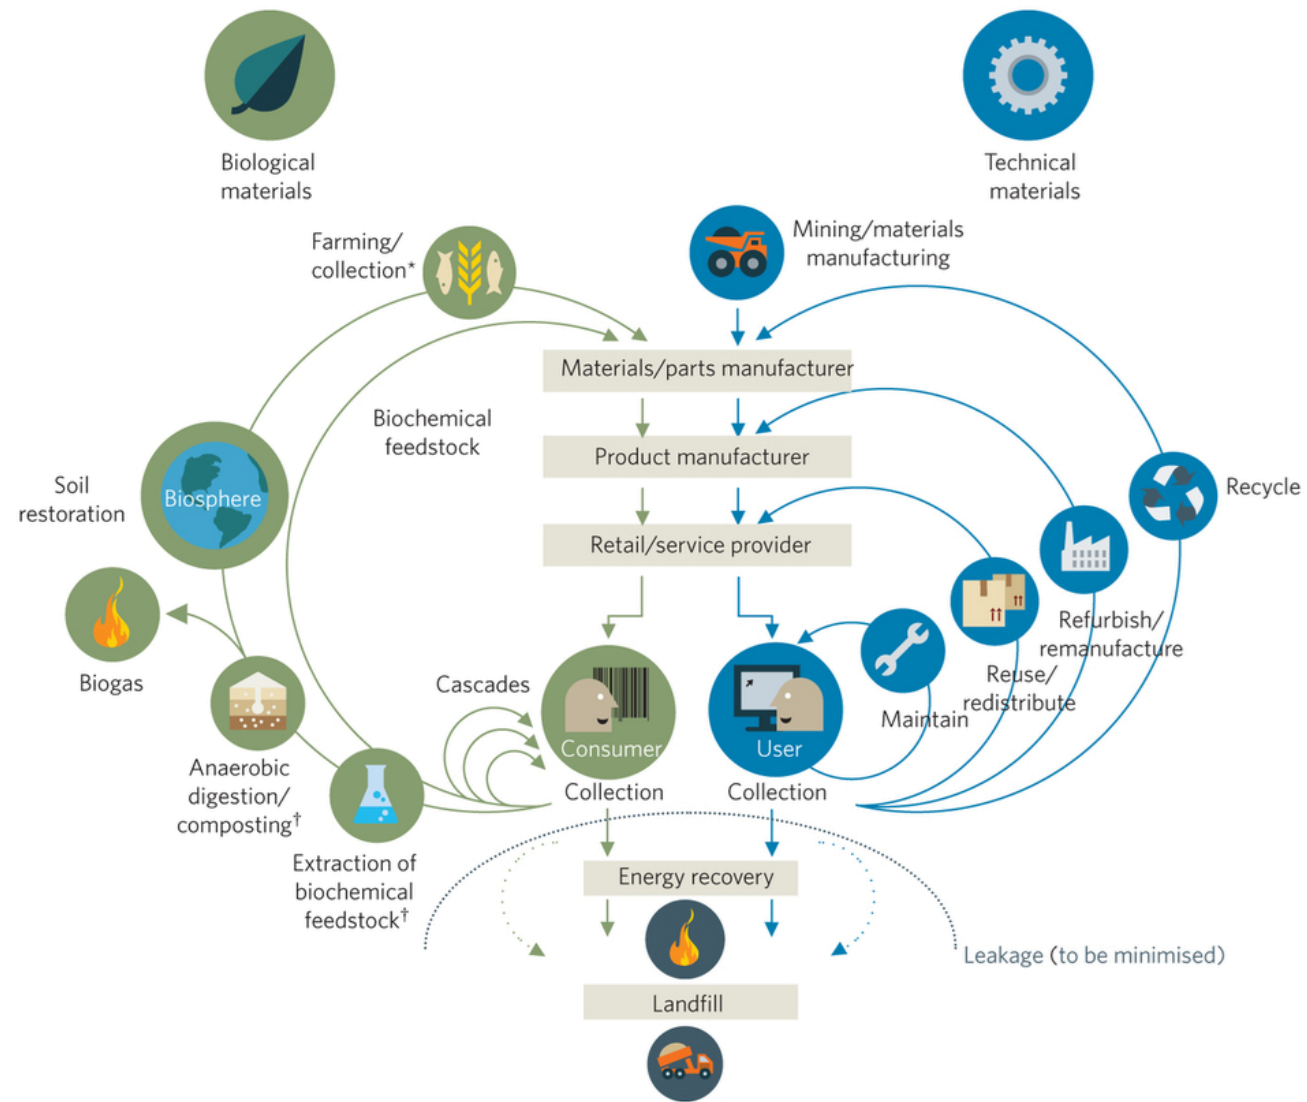 Biological
materials
Technical
materials
Farming/
collection*
Mining/materials
manufacturing
Materials/parts manufacturer
Biochemical
feedstock
Product manufacturer
Soil
restoration
Biosphere
Recycle
Retail/service provider
Biogas
Refurbish/
remanufacture
Reuse/
redistribute
Cascades
Maintain
Consumer
User
Anaerobic
digestion/
composting†
Collection
Collection
Extraction of
biochemical
feedstock†
Energy recovery
Leakage (to be minimised)
Landfill